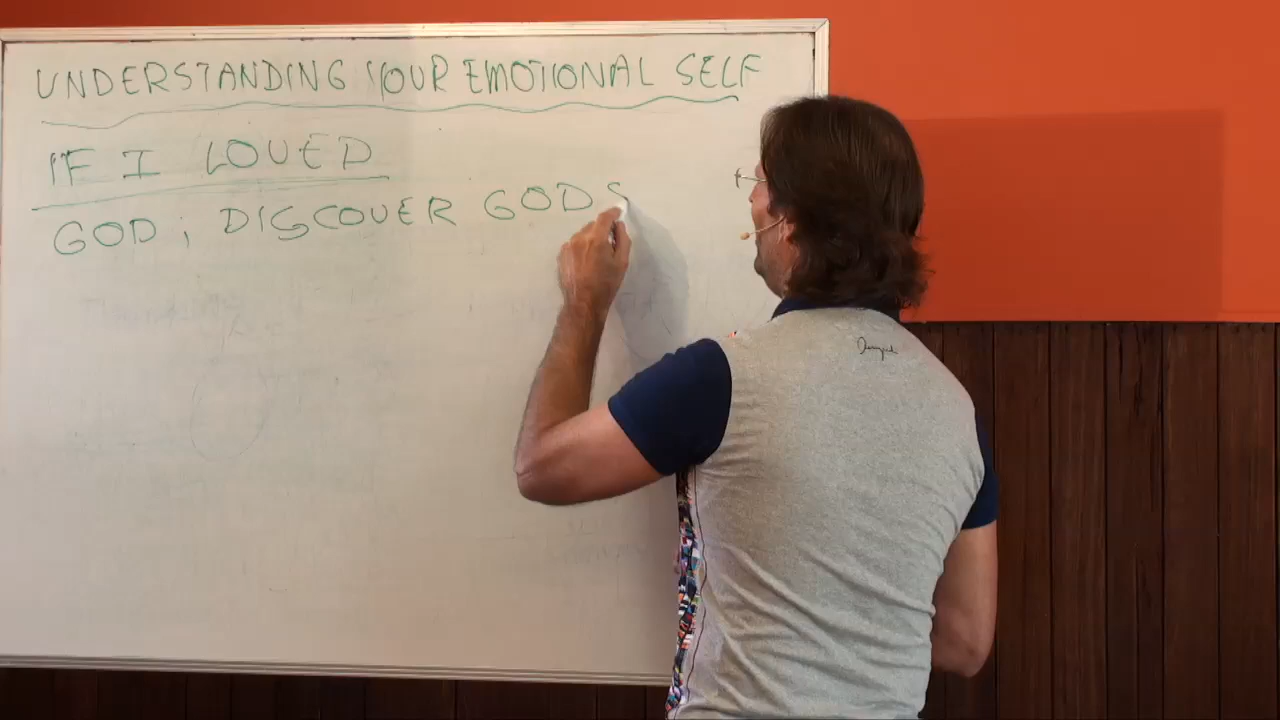 UNDERSTANDING YOUR EMOTIONAL SELF
IF I LOVED
GOD; DISCOVER GODS